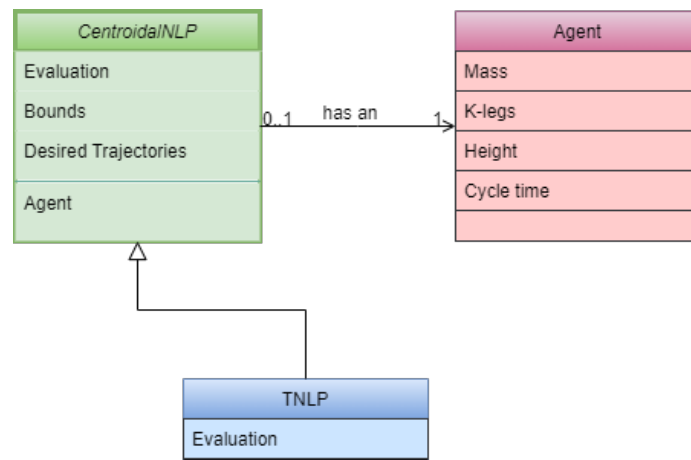 CentroidalNLP
Evaluation
Bounds
Desired Trajectories
Agent
0..1 has an 1
Agent
Mass
K-legs
Height
Cycle time
TNLP
Evaluation